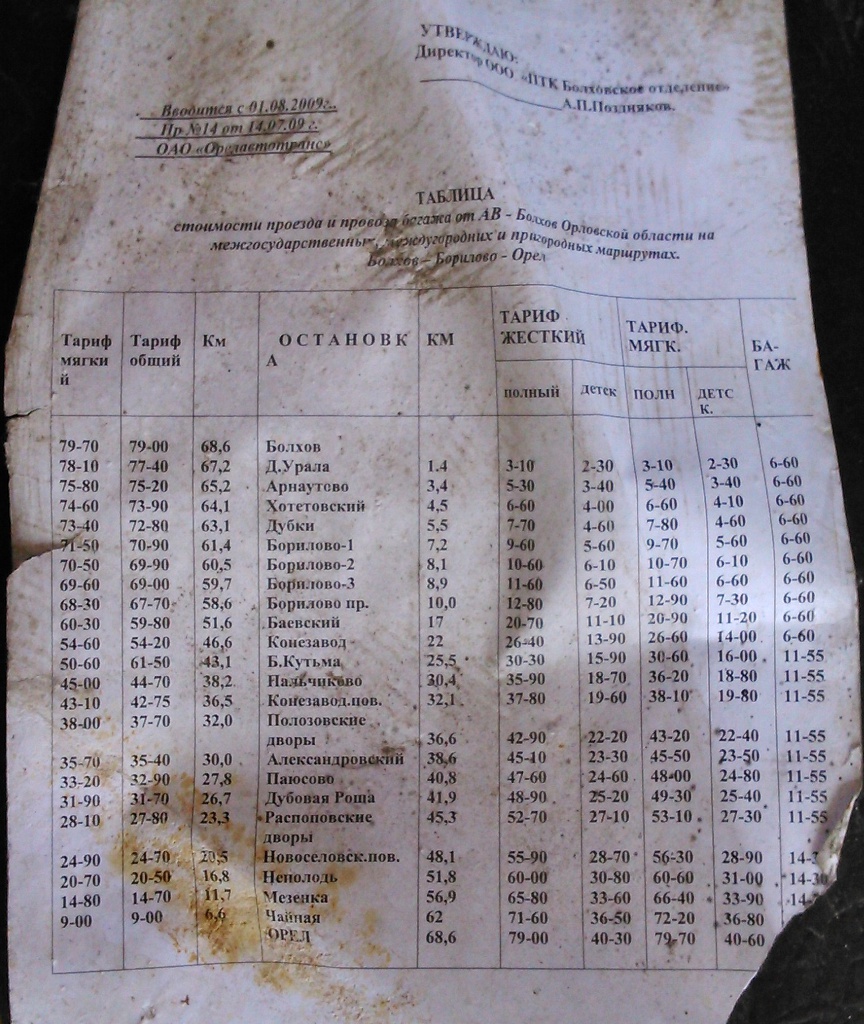 УТВЕРЖДАЮ:
Директор ООО «ПТК Болховское отделение»
А.П.Поздняков.
Вводится с 01.08.2009г..
Пр №14 от 14.07.09 г.
ОАО «Орелавтотранс»
ТАБЛИЦА
стоимости проезда и провоза багажа от АВ - Болхов Орловской области на
межгосударственных, междугородних и пригородных маршрутах.
Болхов – Борилово - Орел
Тариф мягкий Тариф общий Км ОСТАНОВКА КМ ТАРИФ ЖЕСТКИЙ ТАРИФ. МЯГК. БА-ГАЖ
полный детск ПОЛН ДЕТСК.
79-70 79-00 68,6 Болхов
78-10 77-40 67,2 Д.Урала 1.4 3-10 2-30 3-10 2-30 6-60
75-80 75-20 65,2 Арнаутово 3,4 5-30 3-40 5-40 3-40 6-60
74-60 73-90 64,1 Хотетовский 4,5 6-60 4-00 6-60 4-10 6-60
73-40 72-80 63,1 Дубки 5,5 7-70 4-60 7-80 4-60 6-60
71-50 70-90 61,4 Борилово-1 7,2 9-60 5-60 9-70 5-60 6-60
70-50 69-90 60,5 Борилово-2 8,1 10-60 6-10 10-70 6-10 6-60
69-60 69-00 59,7 Борилово-3 8,9 11-60 6-50 11-60 6-60 6-60
68-30 67-70 58,6 Борилово пр. 10,0 12-80 7-20 12-90 7-30 6-60
60-30 59-80 51,6 Баевский 17 20-70 11-10 20-90 11-20 6-60
54-60 54-20 46,6 Конезавод 22 26-40 13-90 26-60 14-00 6-60
50-60 61-50 43,1 Б.Кутьма 25,5 30-30 15-90 30-60 16-00 11-55
45-00 44-70 38,2 Пальчиково 30,4 35-90 18-70 36-20 18-80 11-55
43-10 42-75 36,5 Конезавод.пов. 32,1 37-80 19-60 38-10 19-80 11-55
38-00 37-70 32,0 Полозовские
дворы 36,6 42-90 22-20 43-20 22-40 11-55
35-70 35-40 30,0 Александровский 38,6 45-10 23-30 45-50 23-50 11-55
33-20 32-90 27,8 Паюсово 40,8 47-60 24-60 48-00 24-80 11-55
31-90 31-70 26,7 Дубовая Роща 41,9 48-90 25-20 49-30 25-40 11-55
28-10 27-80 23,3 Распоповские 45,3 52-70 27-10 53-10 27-30 11-55
дворы
24-90 24-70 20,5 Новоселовск.пов. 48,1 55-90 28-70 56-30 28-90
20-70 20-50 16,8 Неполодь 51,8 60-00 30-80 60-60 31-00
14-80 14-70 11,7 Мезенка 56,9 65-80 33-60 66-40 33-90
9-00 9-00 6,6 Чайная 62 71-60 36-50 72-20 36-80
ОРЕЛ 68,6 79-00 40-30 79-70 40-60